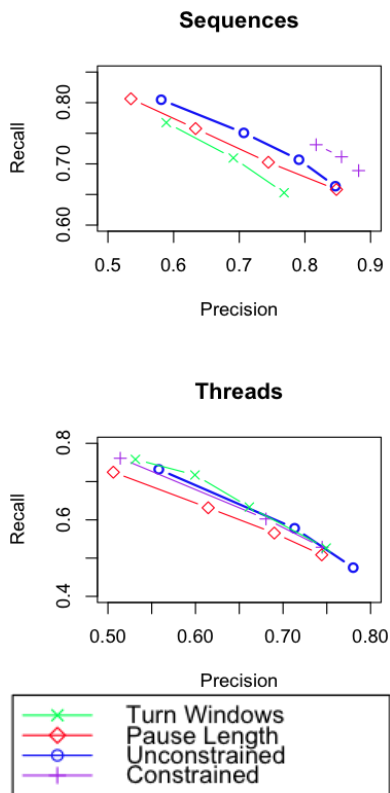 Sequences
Recall
0.80
0.70
0.60
0.5 0.6 0.7 0.8 0.9
Precision
Threads
Recall
0.8
0.6
0.4
0.50 0.60 0.70 0.80
Precision
Turn Windows
Pause Length
Unconstrained
Constrained